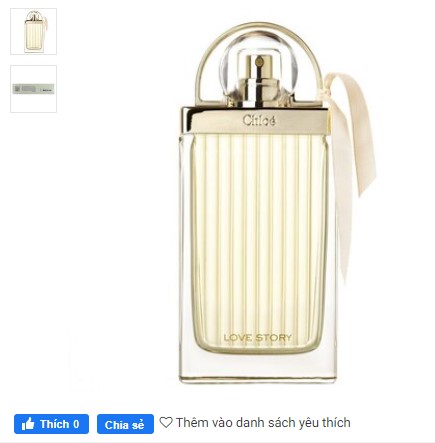 Chloé
LOVE STORY
Thích 0
Chia sẻ
Thêm vào danh sách yêu thích